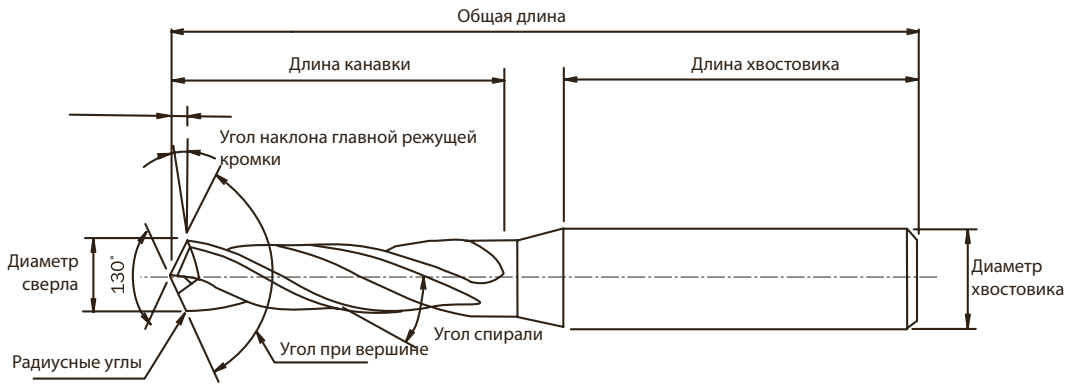 Общая длина
Длина канавки
Длина хвостовика
Угол наклона главной режущей
кромки
Диаметр
сверла
130°
Диаметр
хвостовика
Угол спирали
Угол при вершине
Радиусные углы